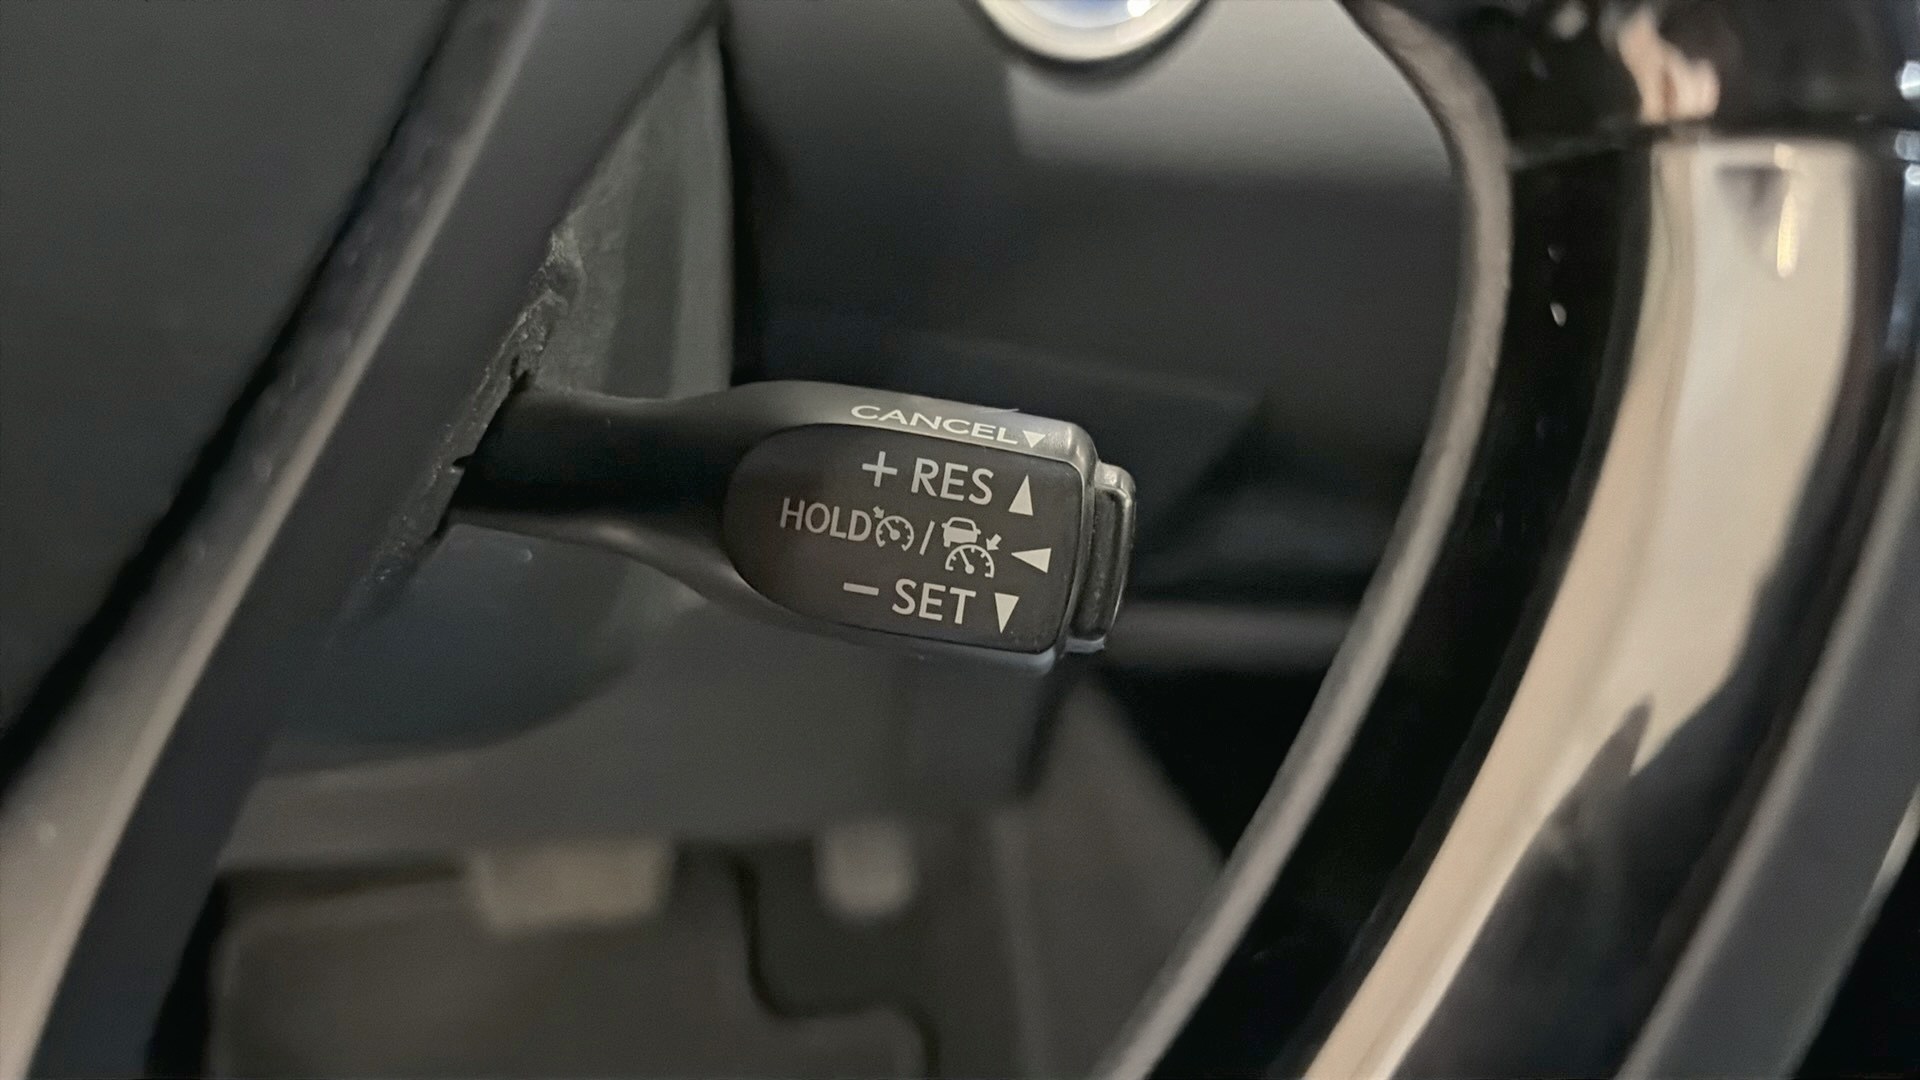 CANCEL▼
+ RES ▲
HOLD / ◄
– SET ▼